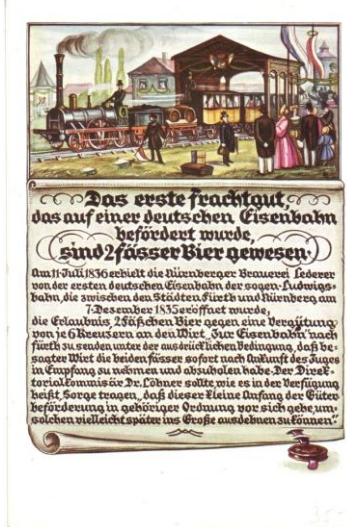 Das erste Frachtgut,
das auf einer deutschen Eisenbahn
befördert wurde,
sind 2 Fässer Bier gewesen.
Am 11. Juli 1836 erhielt die Nürnberger Brauerei Lederer
von der ersten deutschen Eisenbahn der sogen. Ludwigs-
bahn, die zwischen den Städten Fürth und Nürnberg am
7. Dezember 1835 eröffnet wurde,
die Erlaubnis, 2 Fäßchen Bier gegen eine Vergütung
von je 6 Kreuzern an den Wirt „Zur Eisenbahn" nach
Fürth zu senden unter der ausdrücklichen Bedingung, daß be-
sagter Wirt die beiden Fässer sofort nach Ankunft des Zuges
in Empfang zu nehmen und abzuholen habe. Der Direk-
torialkommissär Dr. Löhner sollte, wie es in der Verfügung
heißt, Sorge tragen, „daß dieser kleine Anfang der Güter-
beförderung in gehöriger Ordnung vor sich gehe, um
solchen vielleicht später ins Große ausdehnen zu können."